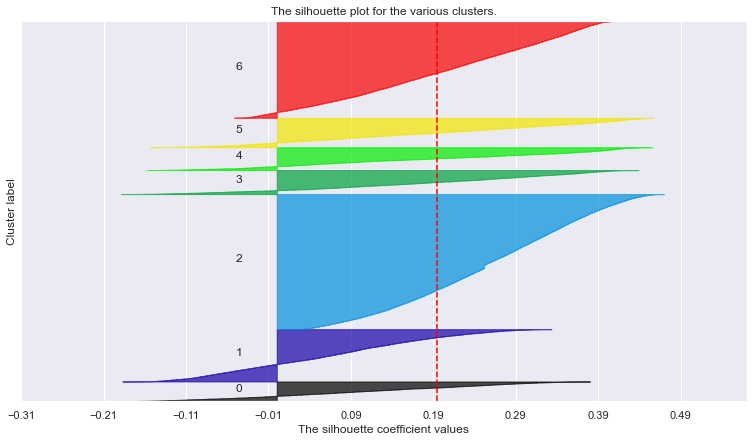 The silhouette plot for the various clusters.
6
5
4
3
2
1
0
Cluster label
−0.31 −0.21 −0.11 −0.01 0.09 0.19 0.29 0.39 0.49
The silhouette coefficient values